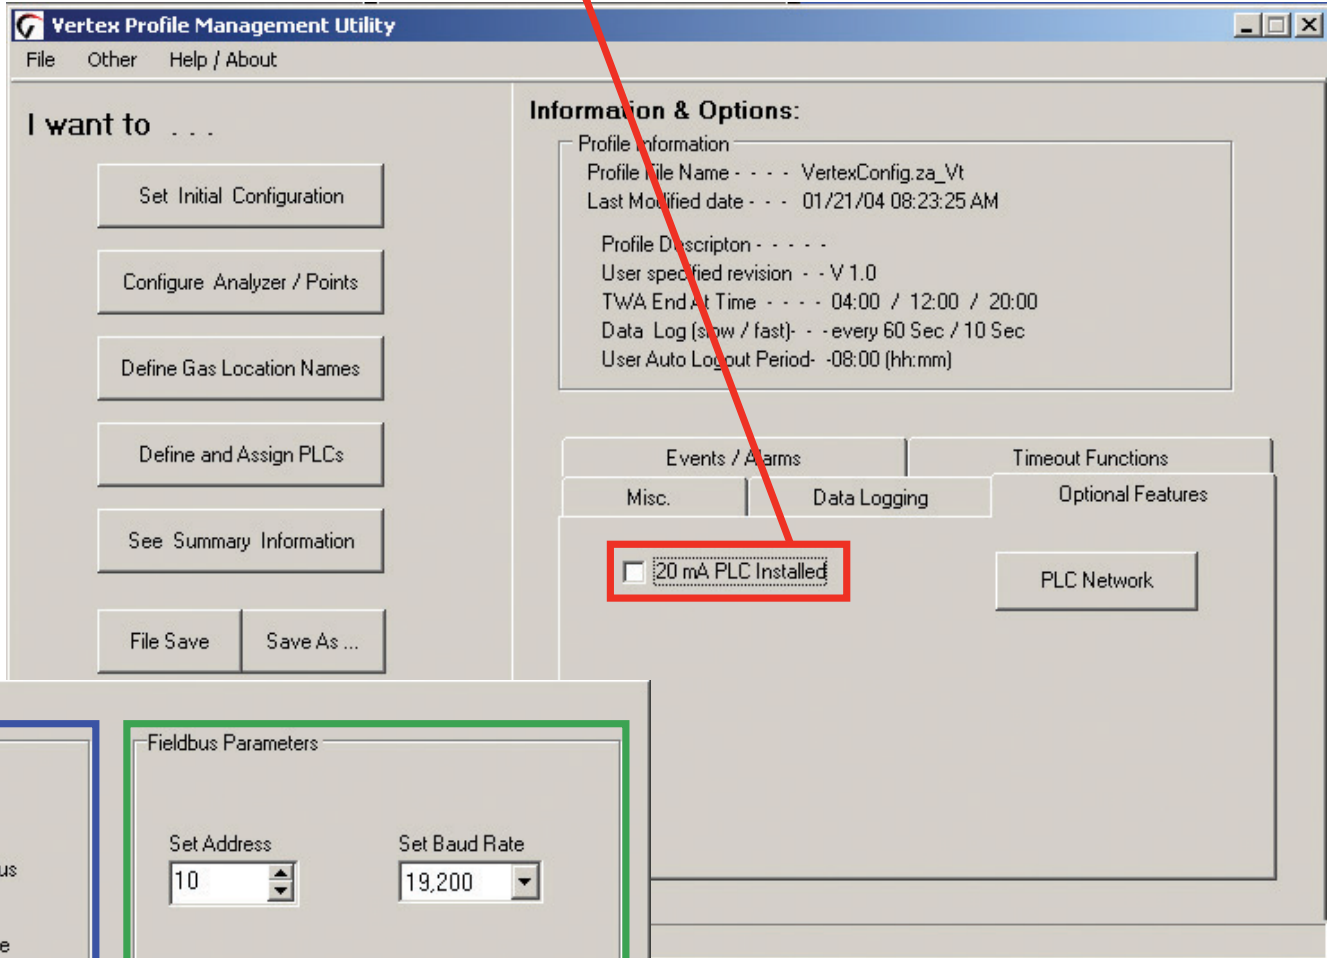 Vertex Profile Management Utility
File Other Help / About
I want to . . .
Set Initial Configuration
Configure Analyzer / Points
Define Gas Location Names
Define and Assign PLCs
See Summary Information
File Save Save As ...
Information & Options:
Profile Information
Profile File Name - - - - VertexConfig.za_Vt
Last Modified date - - - 01/21/04 08:23:25 AM
Profile Descripton - - - - -
User specified revision - - V 1.0
TWA End At Time - - - - 04:00 / 12:00 / 20:00
Data Log (slow / fast)- - - every 60 Sec / 10 Sec
User Auto Logout Period- -08:00 (hh:mm)
Events / Alarms Timeout Functions
Misc. Data Logging Optional Features
20 mA PLC Installed PLC Network
us
e
Fieldbus Parameters
Set Address Set Baud Rate
10 19,200